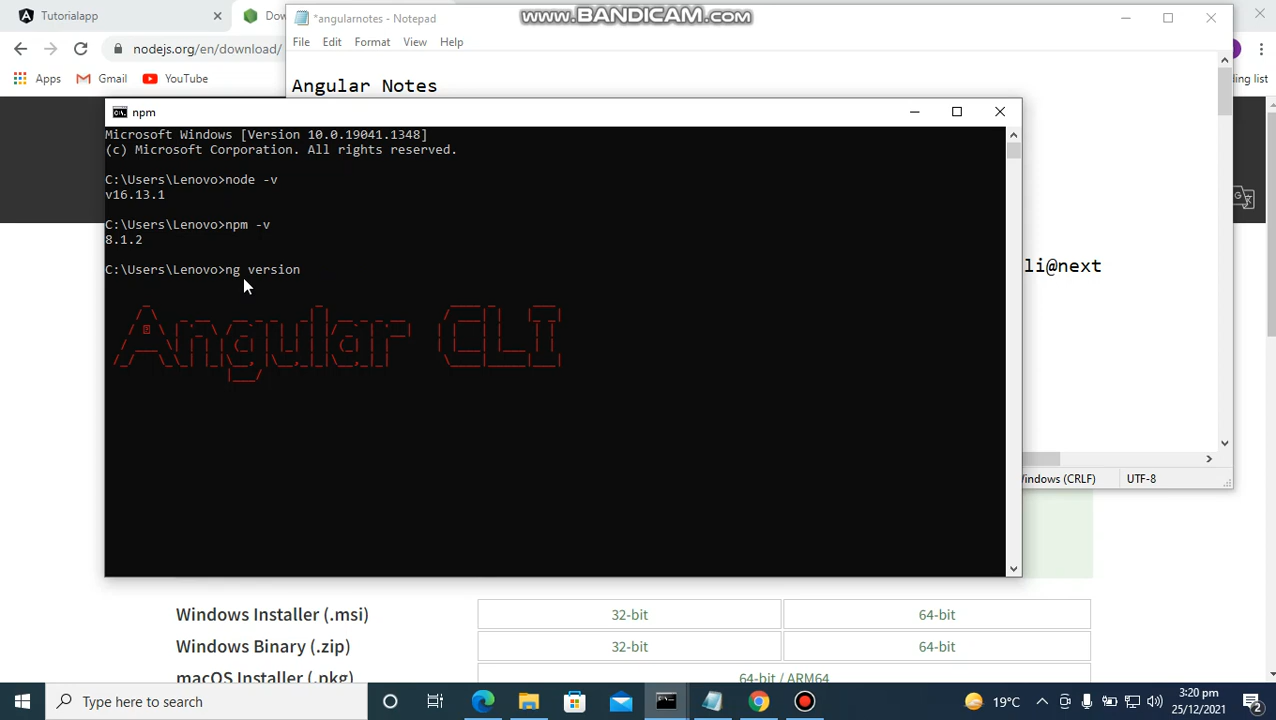 Tutorialapp
Dow
*angularnotes - Notepad
www.BANDICAM.com
nodejs.org/en/download/
File Edit Format View Help
Apps Gmail YouTube
ding list
Angular Notes
npm
Microsoft Windows [Version 10.0.19041.1348]
(c) Microsoft Corporation. All rights reserved.
C:\Users\Lenovo>node -v
v16.13.1
C:\Users\Lenovo>npm -v
8.1.2
li@next
C:\Users\Lenovo>ng version
Angular CLI
Windows (CRLF) UTF-8
Windows Installer (.msi) 32-bit 64-bit
Windows Binary (.zip) 32-bit 64-bit
macOS Installer (.pkg) 64-bit / ARM64
Type here to search
19°C
3:20 pm
25/12/2021
2